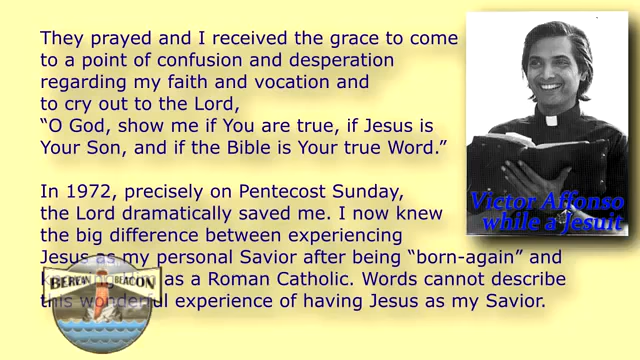 They prayed and I received the grace to come
to a point of confusion and desperation
regarding my faith and vocation and
to cry out to the Lord,
“O God, show me if You are true, if Jesus is
Your Son, and if the Bible is Your true Word.”
In 1972, precisely on Pentecost Sunday,
the Lord dramatically saved me. I now knew
the big difference between experiencing
Jesus as my personal Savior after being “born-again” and
as a Roman Catholic. Words cannot describe
this wonderful experience of having Jesus as my Savior.
Victor Affonso
while a Jesuit
BEREAN BEACON